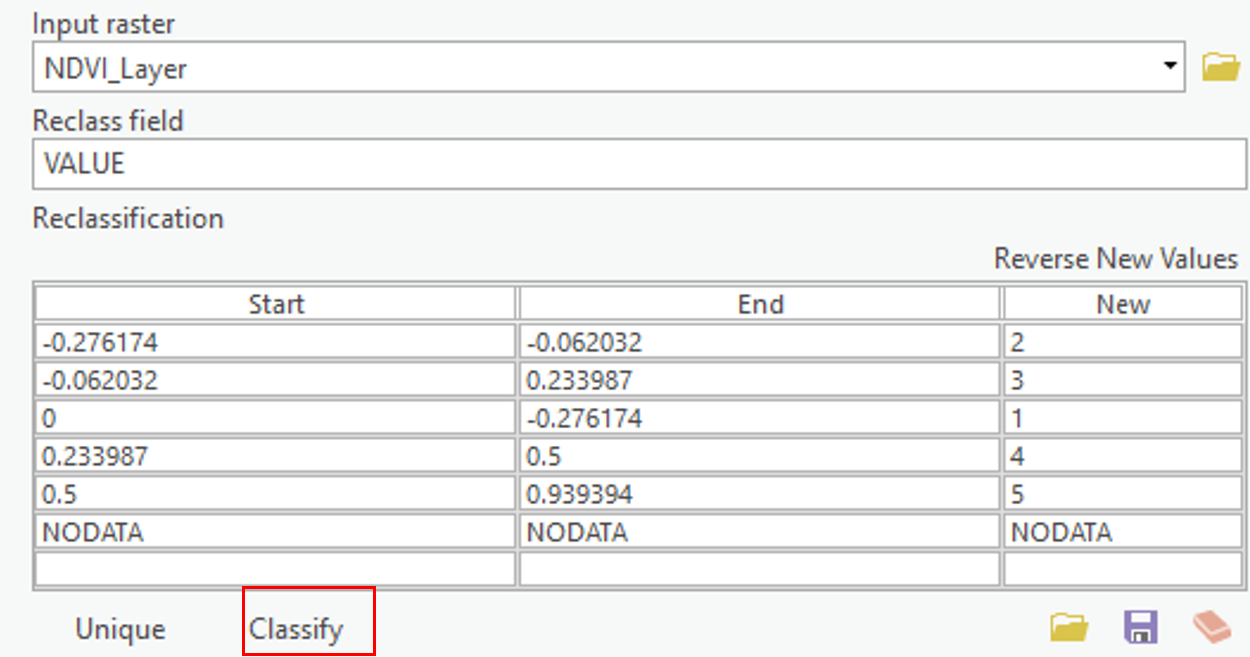 Input raster
NDVI_Layer
Reclass field
VALUE
Reclassification
Reverse New Values
Start End New
-0.276174 -0.062032 2
-0.062032 0.233987 3
0 -0.276174 1
0.233987 0.5 4
0.5 0.939394 5
NODATA NODATA NODATA
Unique Classify